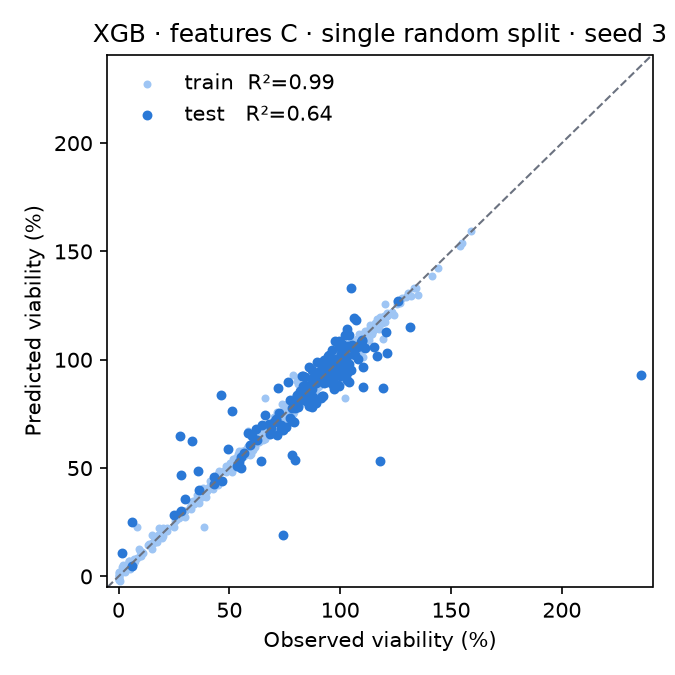 XGB · features C · single random split · seed 3
train R²=0.99
test R²=0.64
200
150
100
50
0
Predicted viability (%)
0 50 100 150 200
Observed viability (%)